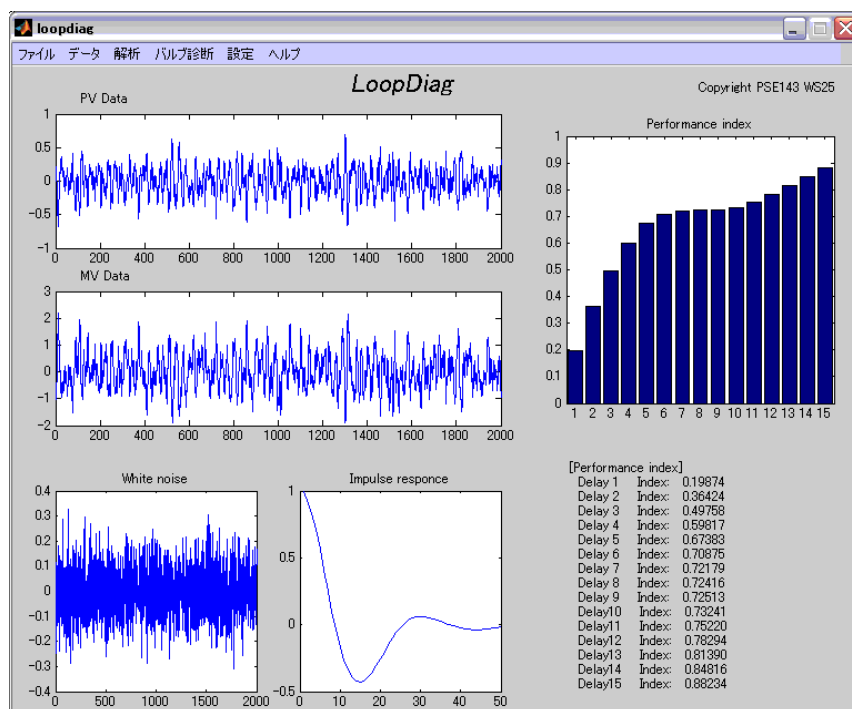 loopdiag
ファイル データ 解析 バルブ診断 設定 ヘルプ
LoopDiag
Copyright PSE143 WS25
PV Data
1
0.5
0
-0.5
-1
0 200 400 600 800 1000 1200 1400 1600 1800 2000
MV Data
3
2
1
0
-1
-2
0 200 400 600 800 1000 1200 1400 1600 1800 2000
White noise
0.4
0.3
0.2
0.1
0
-0.1
-0.2
-0.3
-0.4
0 500 1000 1500 2000
Impulse responce
1
0.5
0
-0.5
0 10 20 30 40 50
Performance index
1
0.9
0.8
0.7
0.6
0.5
0.4
0.3
0.2
0.1
0
1 2 3 4 5 6 7 8 9 10 11 12 13 14 15
[Performance index]
Delay 1 Index: 0.19874
Delay 2 Index: 0.36424
Delay 3 Index: 0.49758
Delay 4 Index: 0.59817
Delay 5 Index: 0.67383
Delay 6 Index: 0.70875
Delay 7 Index: 0.72179
Delay 8 Index: 0.72416
Delay 9 Index: 0.72513
Delay10 Index: 0.73241
Delay11 Index: 0.75220
Delay12 Index: 0.78294
Delay13 Index: 0.81390
Delay14 Index: 0.84816
Delay15 Index: 0.88234